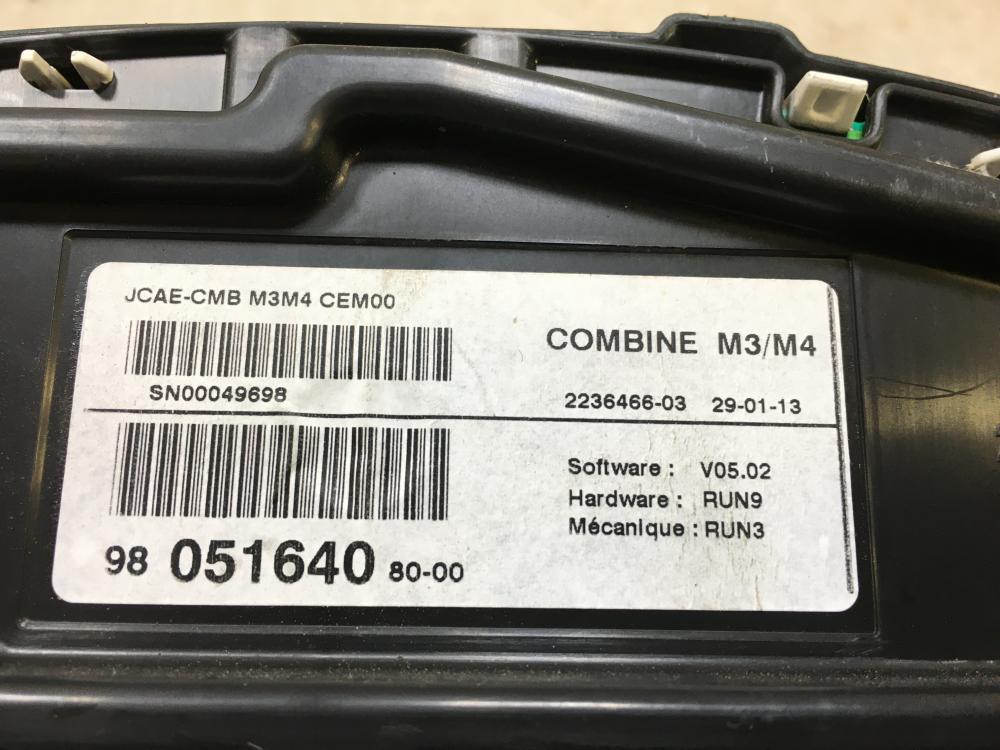 JCAE-CMB M3M4 CEM00
COMBINE M3/M4
SN00049698
2236466-03 29-01-13
Software : V05.02
Hardware : RUN9
Mécanique : RUN3
98 051640 80-00